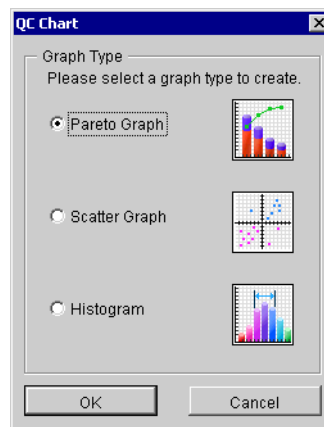 QC Chart
Graph Type
Please select a graph type to create.
Pareto Graph
Scatter Graph
Histogram
OK
Cancel